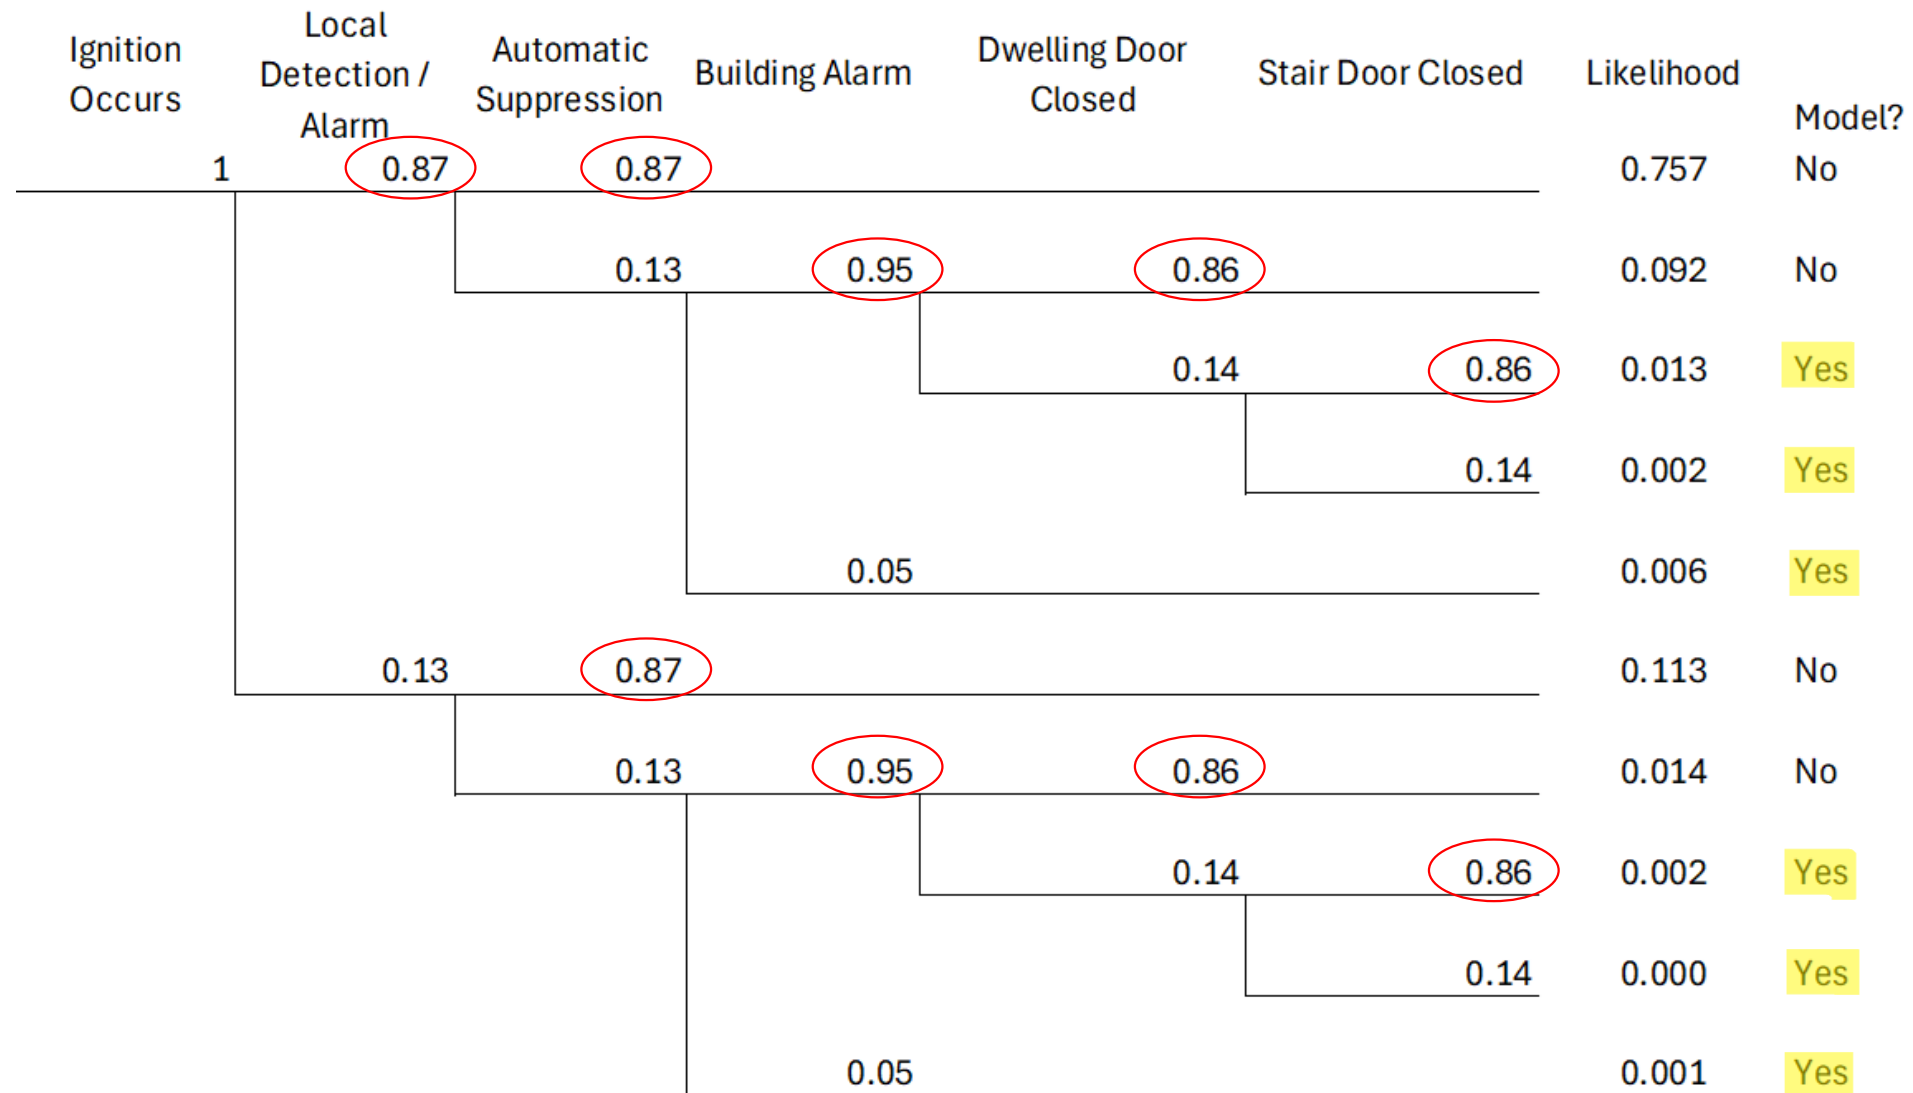 Ignition
Occurs
Local
Detection /
Alarm
Automatic
Suppression
Building Alarm
Dwelling Door
Closed
Stair Door Closed
Likelihood
Model?
1 0.87 0.87 0.757 No
0.13 0.95 0.86 0.092 No
0.14 0.86 0.013 Yes
0.14 0.002 Yes
0.05 0.006 Yes
0.13 0.87 0.113 No
0.13 0.95 0.86 0.014 No
0.14 0.86 0.002 Yes
0.14 0.000 Yes
0.05 0.001 Yes